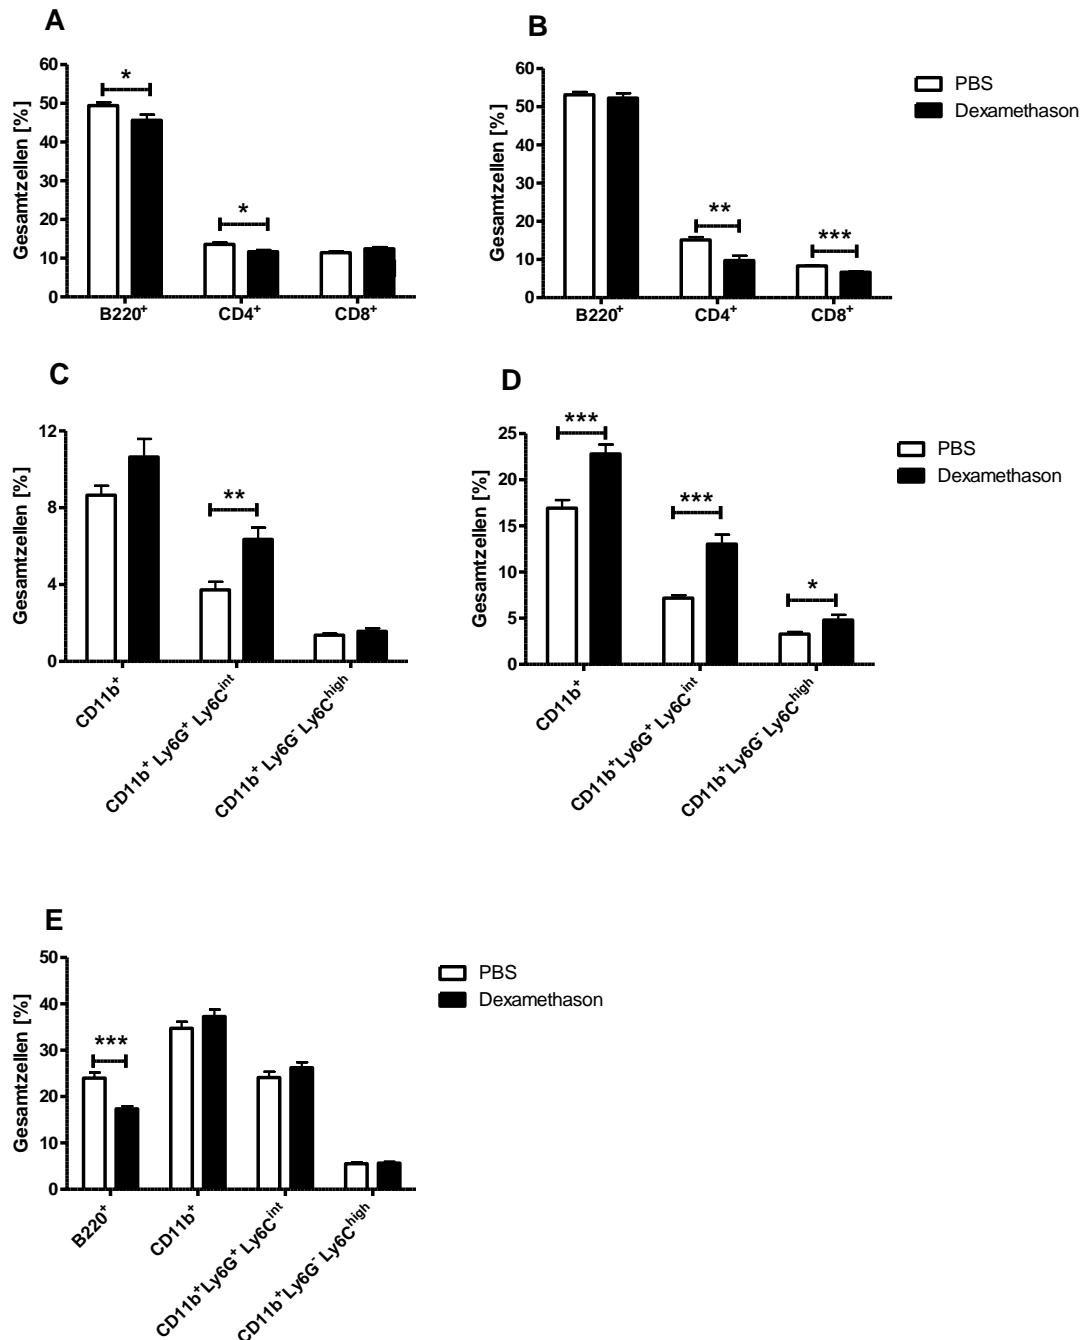 A
Gesamtzellen [%]
60
50
40
30
20
10
0
*
*
B220⁺
CD4⁺
CD8⁺
B
Gesamtzellen [%]
60
50
40
30
20
10
0
**
***
B220⁺
CD4⁺
CD8⁺
PBS
Dexamethason
C
Gesamtzellen [%]
12
8
4
0
**
CD11b⁺
CD11b⁺ Ly6G⁺ Ly6Cⁱⁿᵗ
CD11b⁺ Ly6G⁻ Ly6Cʰⁱᵍʰ
D
Gesamtzellen [%]
25
20
15
10
5
0
***
***
*
CD11b⁺
CD11b⁺Ly6G⁺ Ly6Cⁱⁿᵗ
CD11b⁺Ly6G⁻ Ly6Cʰⁱᵍʰ
PBS
Dexamethason
E
Gesamtzellen [%]
50
40
30
20
10
0
***
B220⁺
CD11b⁺
CD11b⁺Ly6G⁺ Ly6Cⁱⁿᵗ
CD11b⁺Ly6G⁻ Ly6Cʰⁱᵍʰ
PBS
Dexamethason